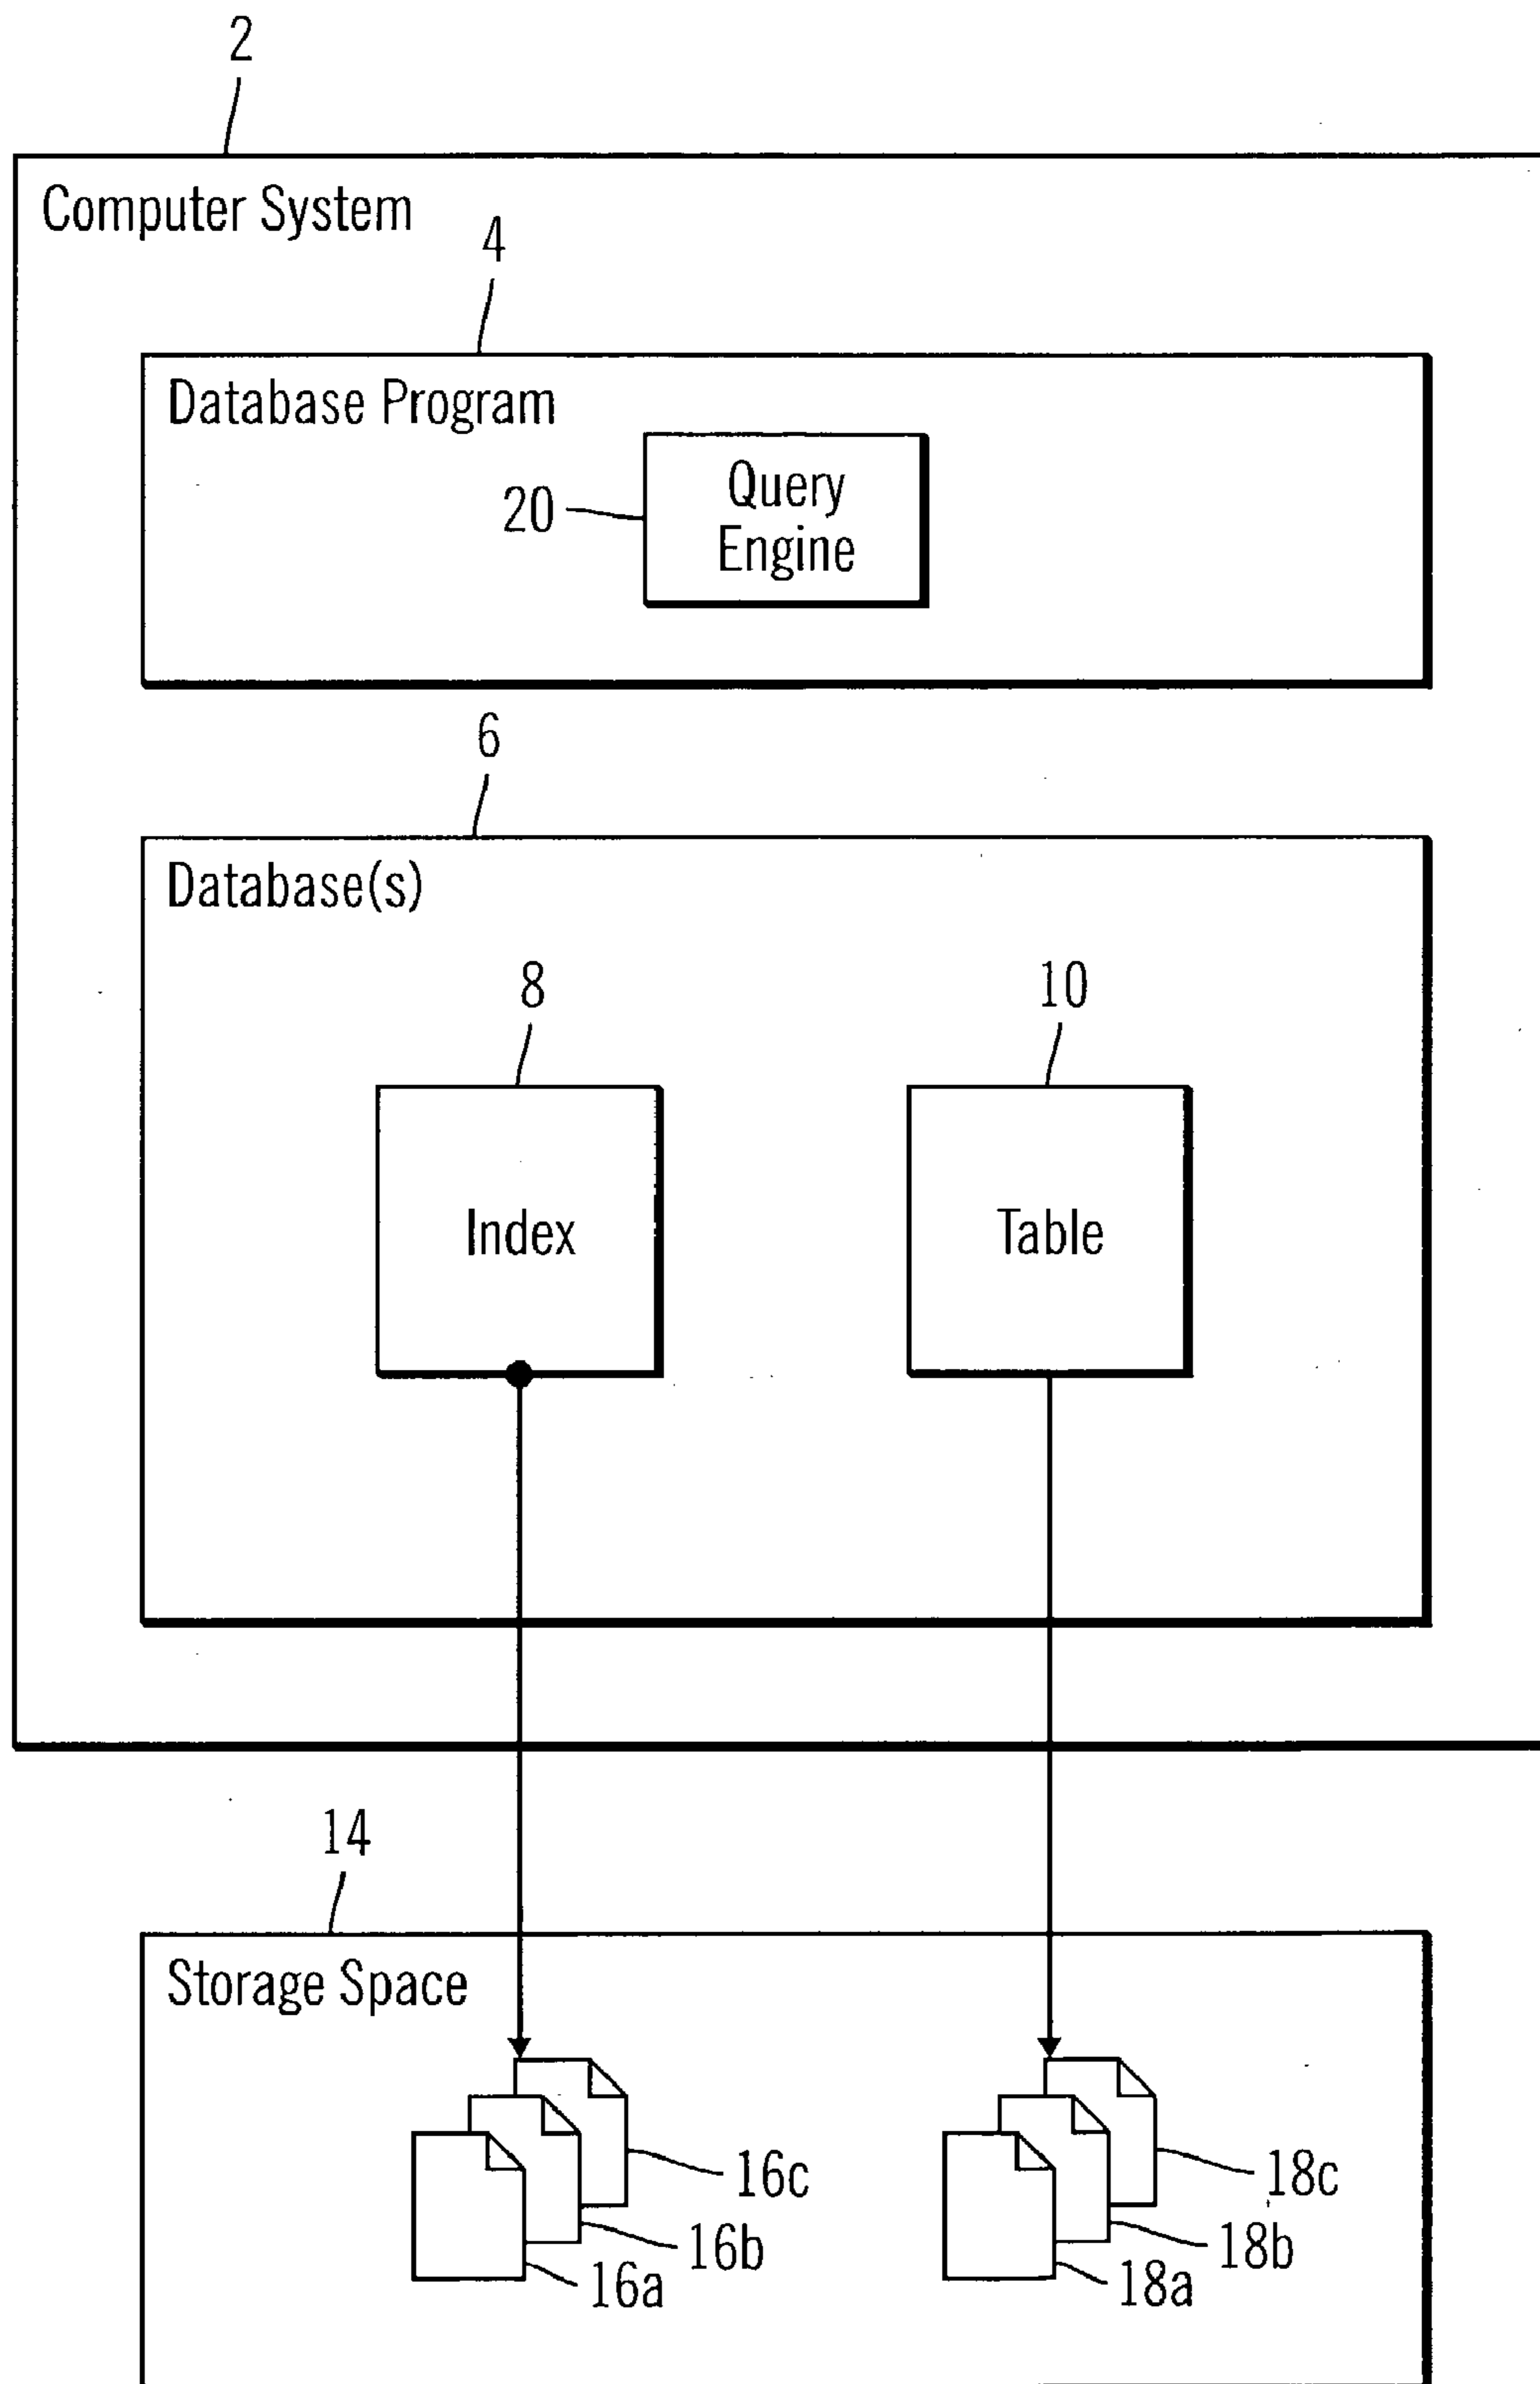 2
Computer System
4
Database Program
20
Query
Engine
6
Database(s)
8
10
Index
Table
14
Storage Space
16c
18c
16b
18b
16a
18a